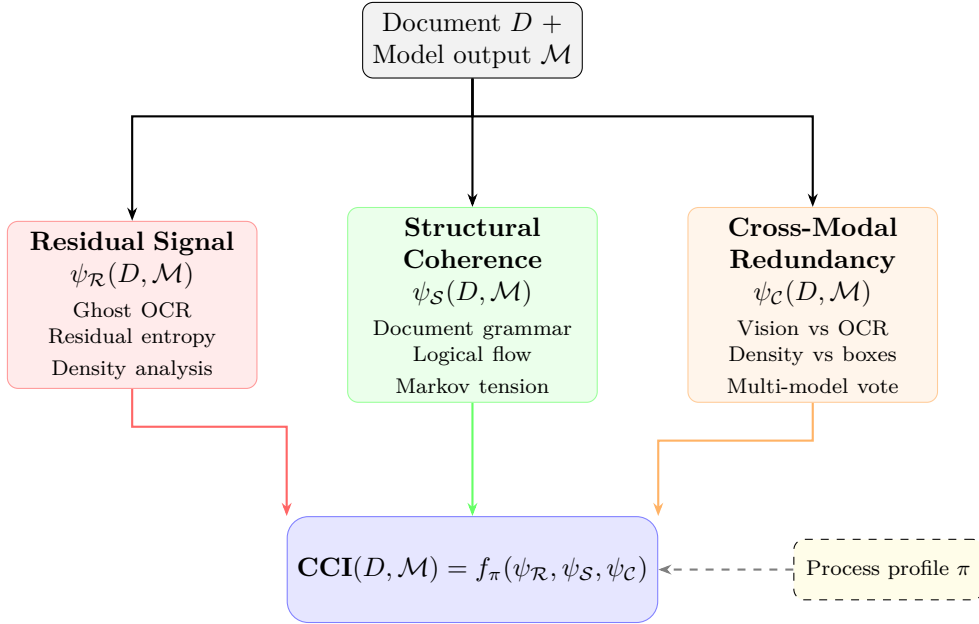 Document D +
Model output ℳ
Residual Signal
ψ_ℛ(D, ℳ)
Ghost OCR
Residual entropy
Density analysis
Structural
Coherence
ψ_𝒮(D, ℳ)
Document grammar
Logical flow
Markov tension
Cross-Modal
Redundancy
ψ_𝒞(D, ℳ)
Vision vs OCR
Density vs boxes
Multi-model vote
CCI(D, ℳ) = f_π(ψ_ℛ, ψ_𝒮, ψ_𝒞)
Process profile π